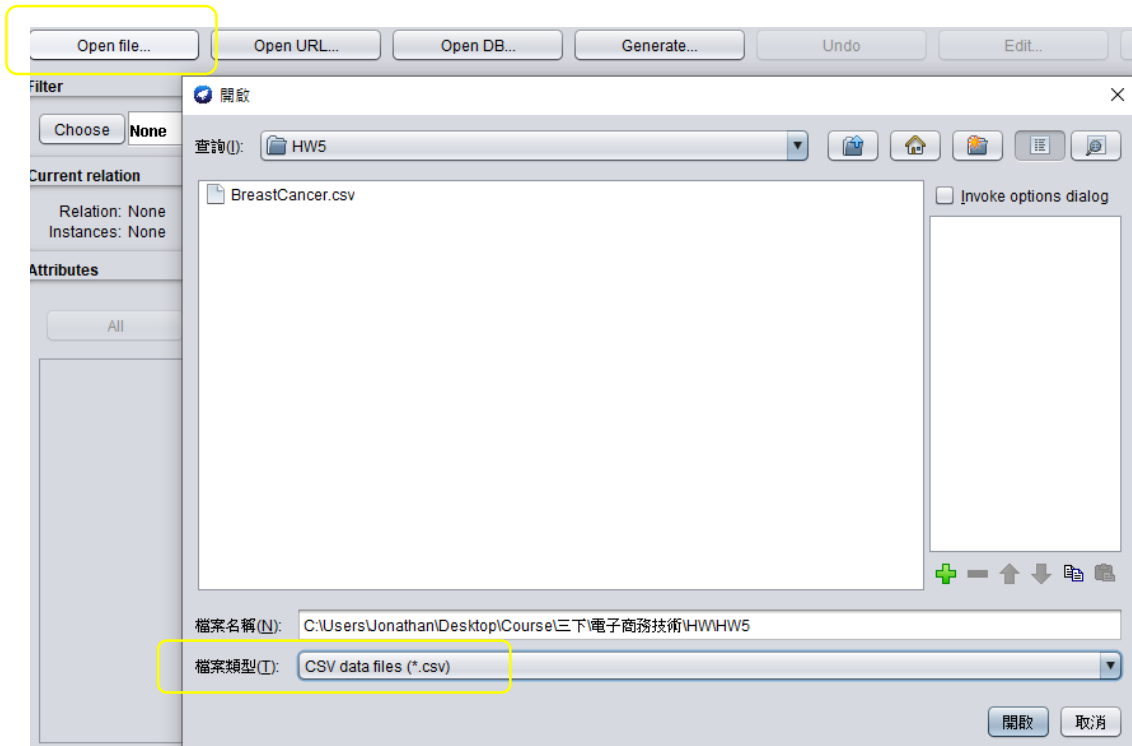 Open file... Open URL... Open DB... Generate... Undo Edit...
Filter
Choose None
Current relation
Relation: None
Instances: None
Attributes
All
開啟
查詢(I): HW5
BreastCancer.csv
Invoke options dialog
檔案名稱(N): C:\Users\Jonathan\Desktop\Course\三下\電子商務技術\HW\HW5
檔案類型(T): CSV data files (*.csv)
開啟 取消